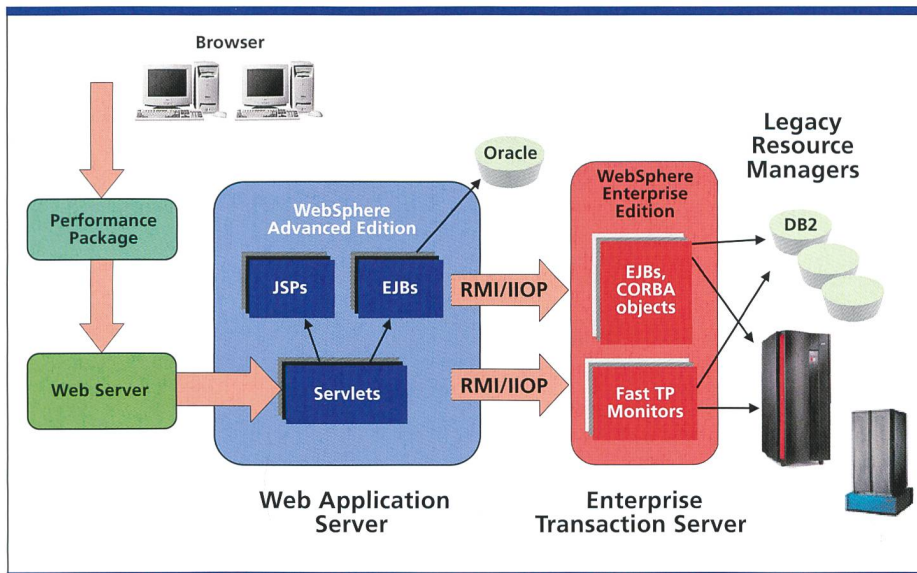 Browser
Oracle
Legacy
Resource
Managers
Performance
Package
WebSphere
Advanced Edition
WebSphere
Enterprise
Edition
DB2
JSPs
EJBs
RMI/IIOP
EJBs,
CORBA
objects
Web Server
Servlets
RMI/IIOP
Fast TP
Monitors
Web Application
Server
Enterprise
Transaction Server